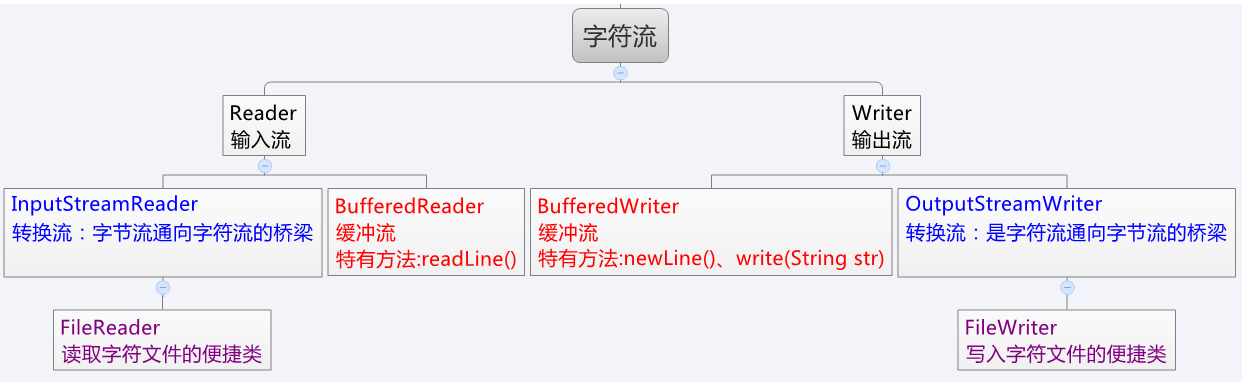 字符流
Reader
输入流
Writer
输出流
InputStreamReader
转换流：字节流通向字符流的桥梁
BufferedReader
缓冲流
特有方法:readLine()
BufferedWriter
缓冲流
特有方法:newLine()、write(String str)
OutputStreamWriter
转换流：是字符流通向字节流的桥梁
FileReader
读取字符文件的便捷类
FileWriter
写入字符文件的便捷类